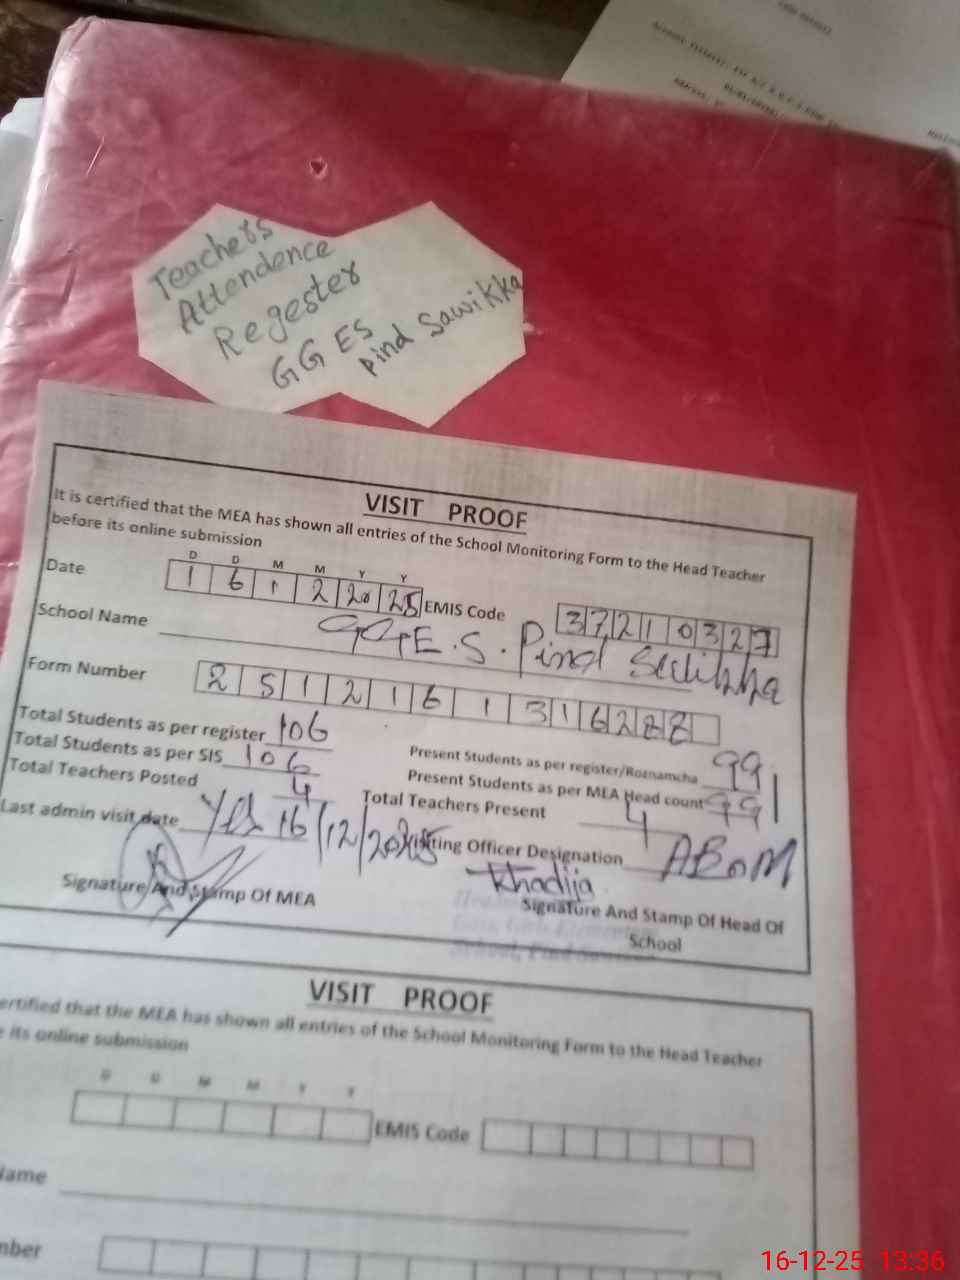 Teachers
Attendence
Regester
GGES
pind Sawikka
VISIT PROOF
It is certified that the MEA has shown all entries of the School Monitoring Form to the Head Teacher
before its online submission
D D M M Y Y
Date 1 6 1 2 20 25 EMIS Code 3 7 2 1 0 3 2 7
School Name GGE.S. Pind
Form Number 2 5 1 2 1 6 1 3 1 6 2 8 8
Total Students as per register 106 Present Students as per register/Roznamcha 99
Total Students as per SIS 106 Present Students as per MEA Head count 99
Total Teachers Posted 4 Total Teachers Present 4
Last admin visit date Yes 16/12/2025 Visiting Officer Designation
Khadija
Signature And Stamp Of MEA Signature And Stamp Of Head Of
School
VISIT PROOF
ertified that the MEA has shown all entries of the School Monitoring Form to the Head Teacher
e its online submission
D D M M Y Y
EMIS Code
Name
mber
16-12-25 13:36